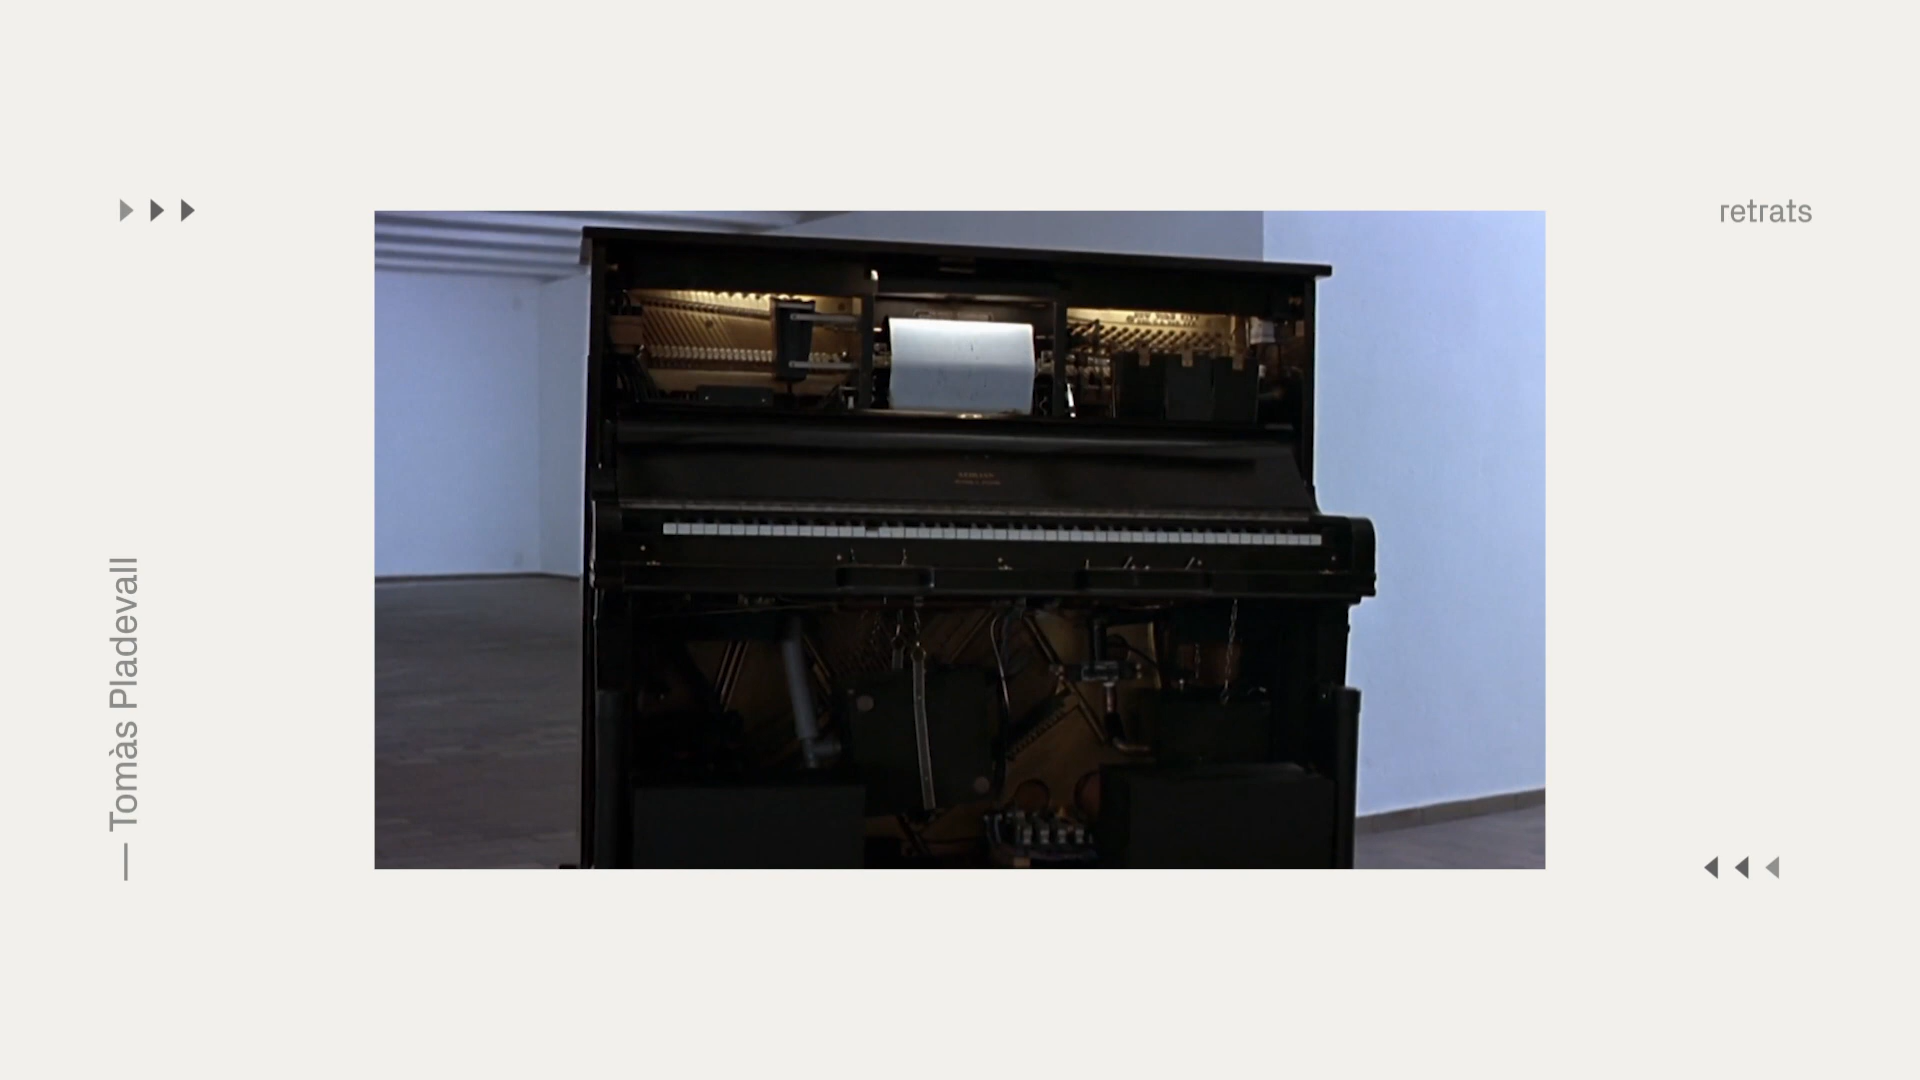 retrats
— Tomàs Pladevall